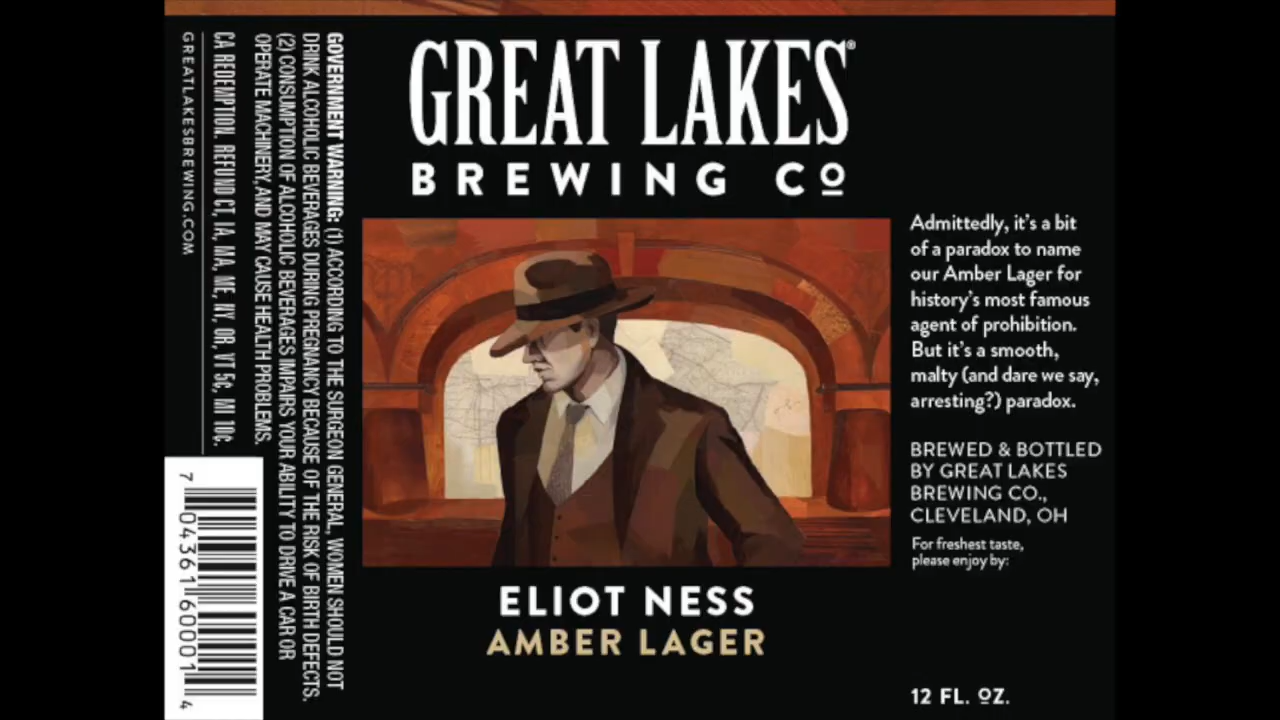 GREAT LAKES®
BREWING Cº
ELIOT NESS
AMBER LAGER
Admittedly, it's a bit
of a paradox to name
our Amber Lager for
history's most famous
agent of prohibition.
But it's a smooth,
malty (and dare we say,
arresting?) paradox.
BREWED & BOTTLED
BY GREAT LAKES
BREWING CO.,
CLEVELAND, OH
For freshest taste,
please enjoy by:
12 FL. OZ.
GOVERNMENT WARNING: (1) ACCORDING TO THE SURGEON GENERAL, WOMEN SHOULD NOT
DRINK ALCOHOLIC BEVERAGES DURING PREGNANCY BECAUSE OF THE RISK OF BIRTH DEFECTS.
(2) CONSUMPTION OF ALCOHOLIC BEVERAGES IMPAIRS YOUR ABILITY TO DRIVE A CAR OR
OPERATE MACHINERY, AND MAY CAUSE HEALTH PROBLEMS.
CA REDEMPTION. REFUND CT, IA, MA, ME, NY, OR, VT 5¢, MI 10¢.
GREATLAKESBREWING.COM
7 04361 60001 4